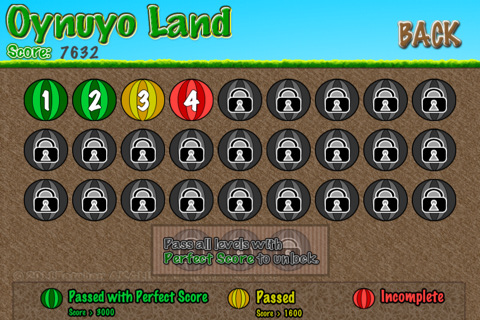 Oynuyo Land
Score: 7632
BACK
1 2 3 4
Pass all levels with
Perfect Score to unlock.
Passed with Perfect Score
Score > 3000
Passed
Score > 1600
Incomplete